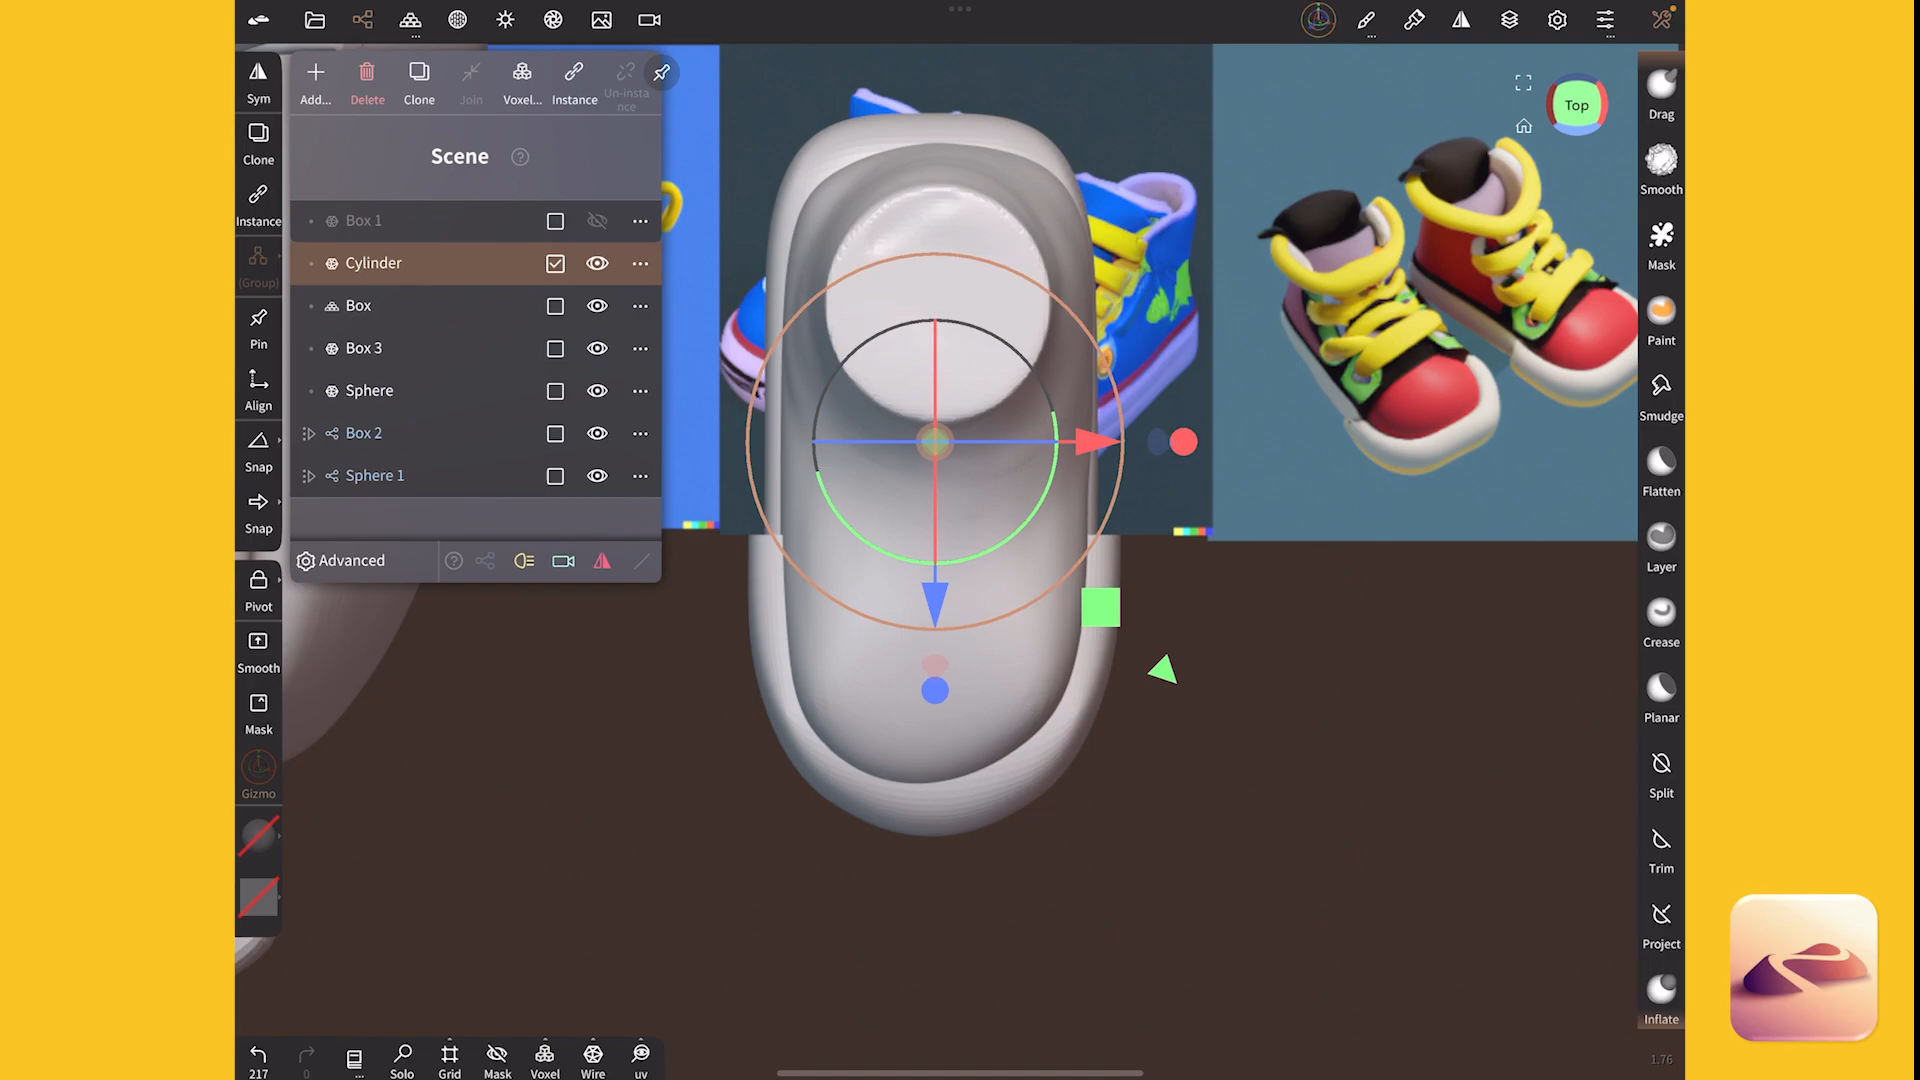 Sym
Clone
Instance
(Group)
Pin
Align
Snap
Snap
Pivot
Smooth
Mask
Gizmo
Add...
Delete
Clone
Join
Voxel...
Instance
Un-insta
nce
Scene ?
Box 1
Cylinder
Box
Box 3
Sphere
Box 2
Sphere 1
Advanced ?
Top
Drag
Smooth
Mask
Paint
Smudge
Flatten
Layer
Crease
Planar
Split
Trim
Project
Inflate
1.76
217
0
...
Solo
Grid
Mask
Voxel
Wire
uv